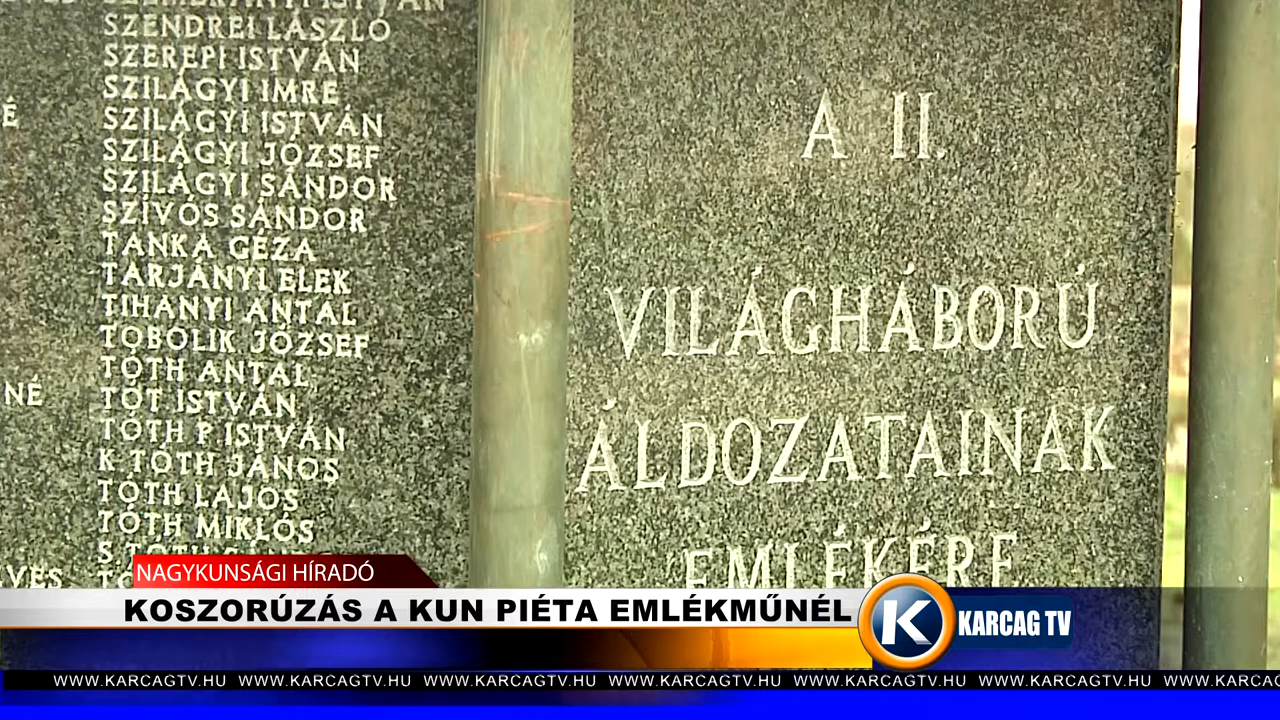 SZENDREI LÁSZLÓ
SZEREPI ISTVÁN
SZILÁGYI IMRE
SZILÁGYI ISTVÁN
SZILÁGYI JÓZSEF
SZILÁGYI SÁNDOR
SZÍVÓS SÁNDOR
TANKA GÉZA
TARJÁNYI ELEK
TIHANYI ANTAL
TOBOLIK JÓZSEF
TÓTH ANTAL
TÓT ISTVÁN
TÓTH P ISTVÁN
K TÓTH JÁNOS
TÓTH LAJOS
TÓTH MIKLÓS
A II.
VILÁGHÁBORÚ
ÁLDOZATAINAK
EMLÉKÉRE
NAGYKUNSÁGI HÍRADÓ
KOSZORÚZÁS A KUN PIÉTA EMLÉKMŰNÉL
K KARCAG TV
WWW.KARCAGTV.HU WWW.KARCAGTV.HU WWW.KARCAGTV.HU WWW.KARCAGTV.HU WWW.KARCAGTV.HU WWW.KARCAGTV.HU WWW.KARCAG